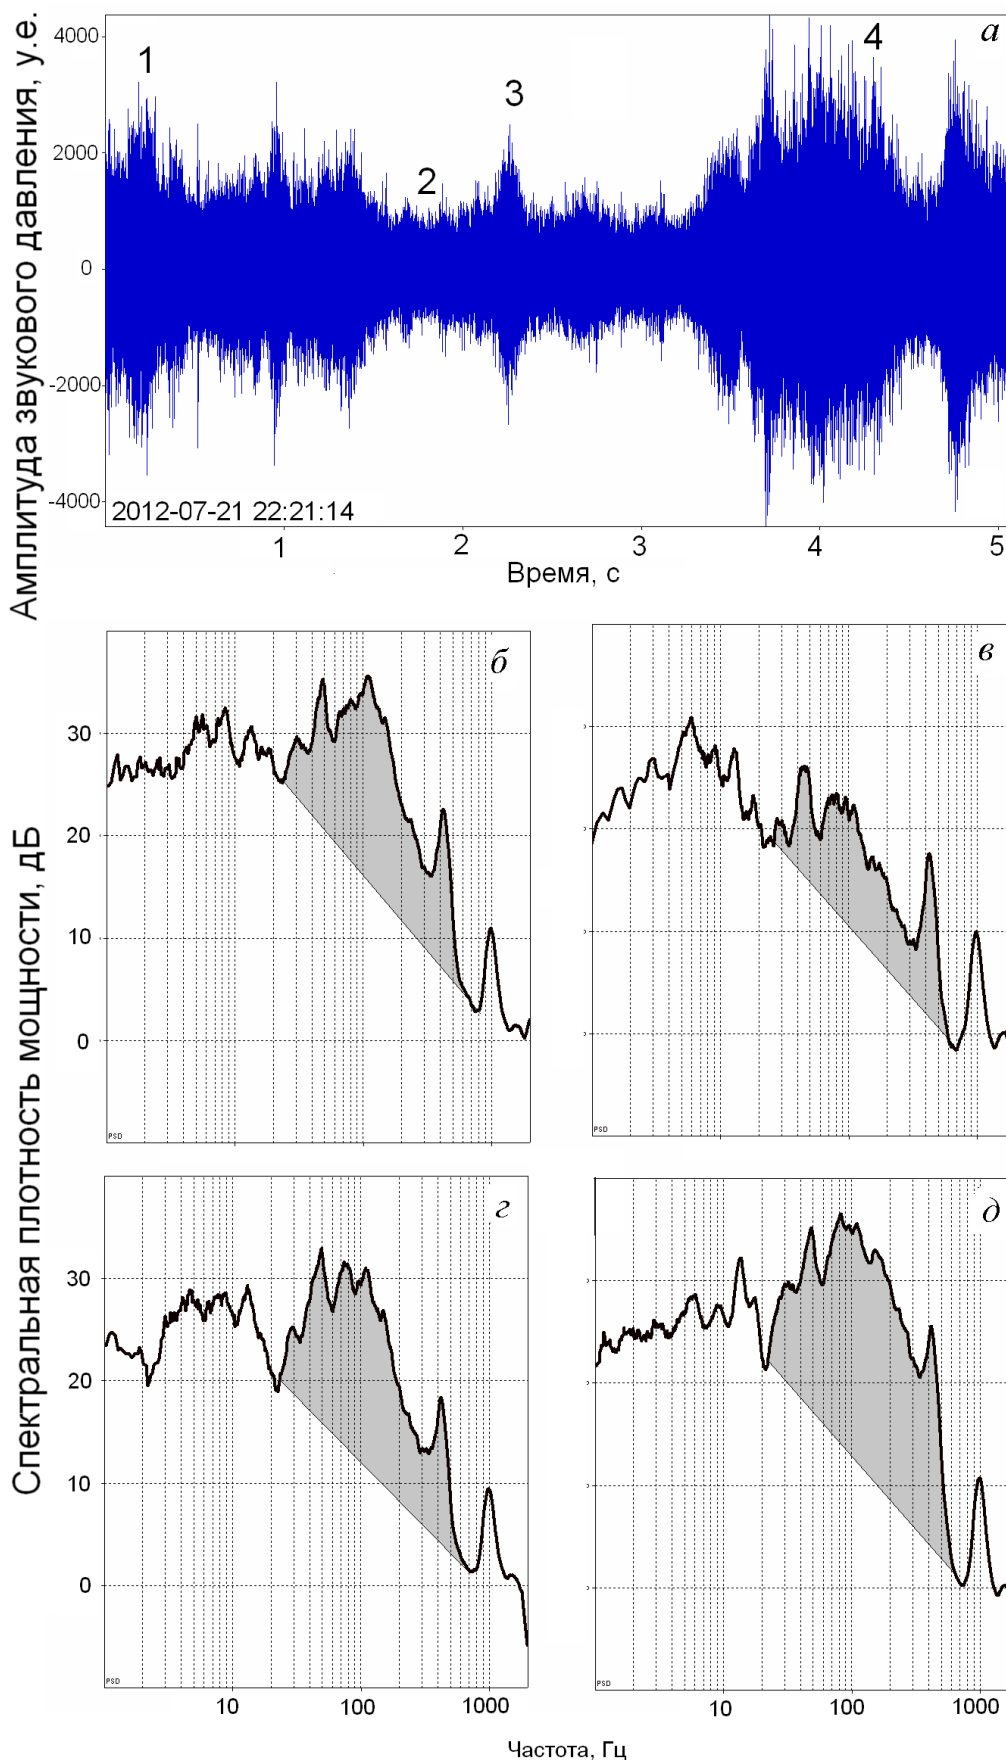 Амплитуда звукового давления, у.е.
4000
2000
0
-2000
-4000
1
2
3
4
а
2012-07-21 22:21:14
1 2 3 4 5
Время, с
Спектральная плотность мощности, дБ
б
30
20
10
0
PSD
в
PSD
г
30
20
10
0
PSD
10 100 1000
д
PSD
10 100 1000
Частота, Гц